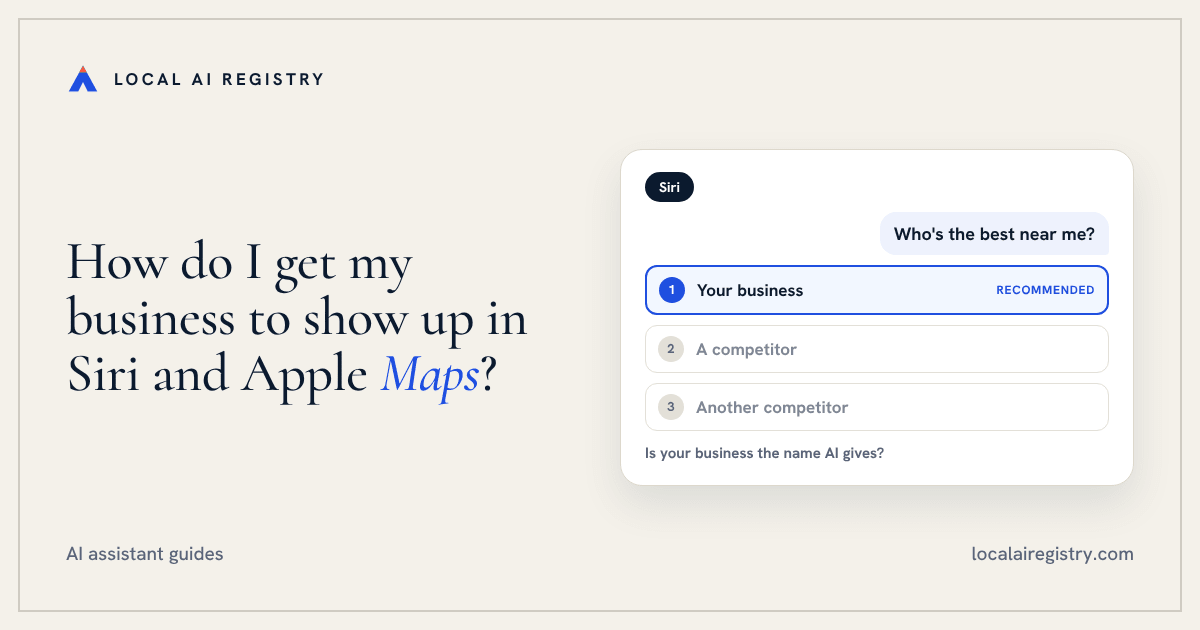 LOCAL AI REGISTRY
How do I get my
business to show up in
Siri and Apple Maps?
Siri
Who's the best near me?
1 Your business RECOMMENDED
2 A competitor
3 Another competitor
Is your business the name AI gives?
AI assistant guides
localairegistry.com